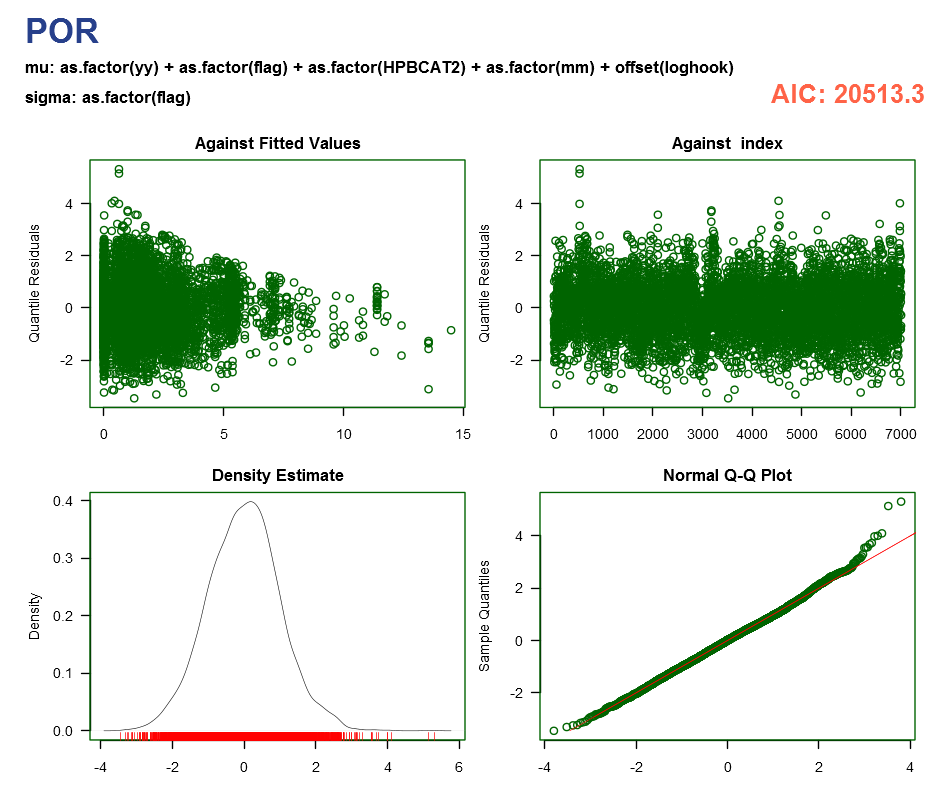 POR
mu: as.factor(yy) + as.factor(flag) + as.factor(HPBCAT2) + as.factor(mm) + offset(loghook)
sigma: as.factor(flag)
AIC: 20513.3
Against Fitted Values
Quantile Residuals
4
2
0
-2
0 5 10 15
Against index
Quantile Residuals
4
2
0
-2
0 1000 2000 3000 4000 5000 6000 7000
Density Estimate
Density
0.4
0.3
0.2
0.1
0.0
-4 -2 0 2 4 6
Normal Q-Q Plot
Sample Quantiles
4
2
0
-2
-4 -2 0 2 4